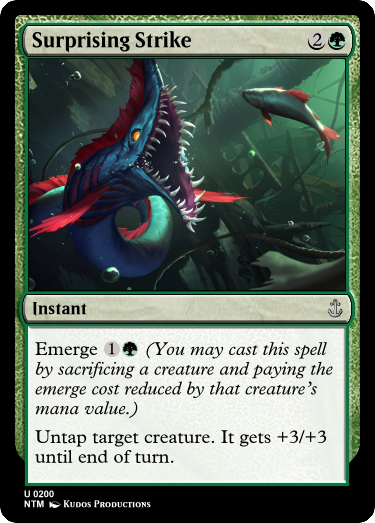 Surprising Strike 2
Instant
Emerge 1 (You may cast this spell
by sacrificing a creature and paying the
emerge cost reduced by that creature's
mana value.)
Untap target creature. It gets +3/+3
until end of turn.
U 0200
NTM Kudos Productions